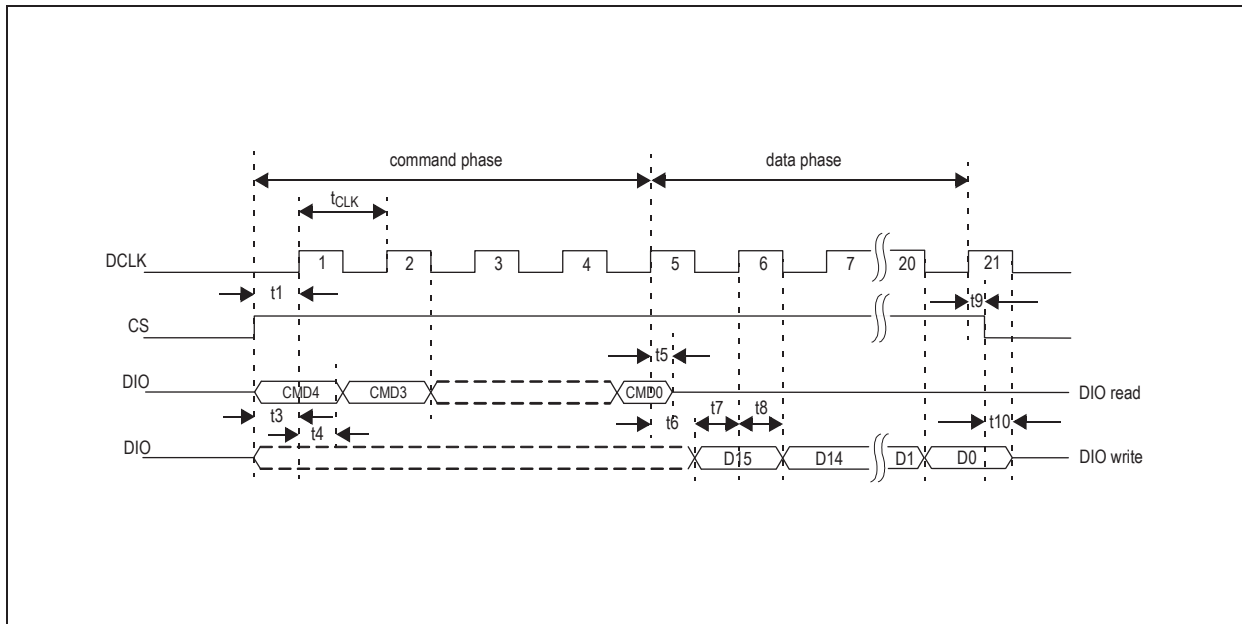 command phase data phase
tCLK
DCLK 1 2 3 4 5 6 7 20 21
t1 t9
CS
t5
DIO CMD4 CMD3 CMD0 DIO read
t3 t7 t8
t4 t6 t10
DIO D15 D14 D1 D0 DIO write